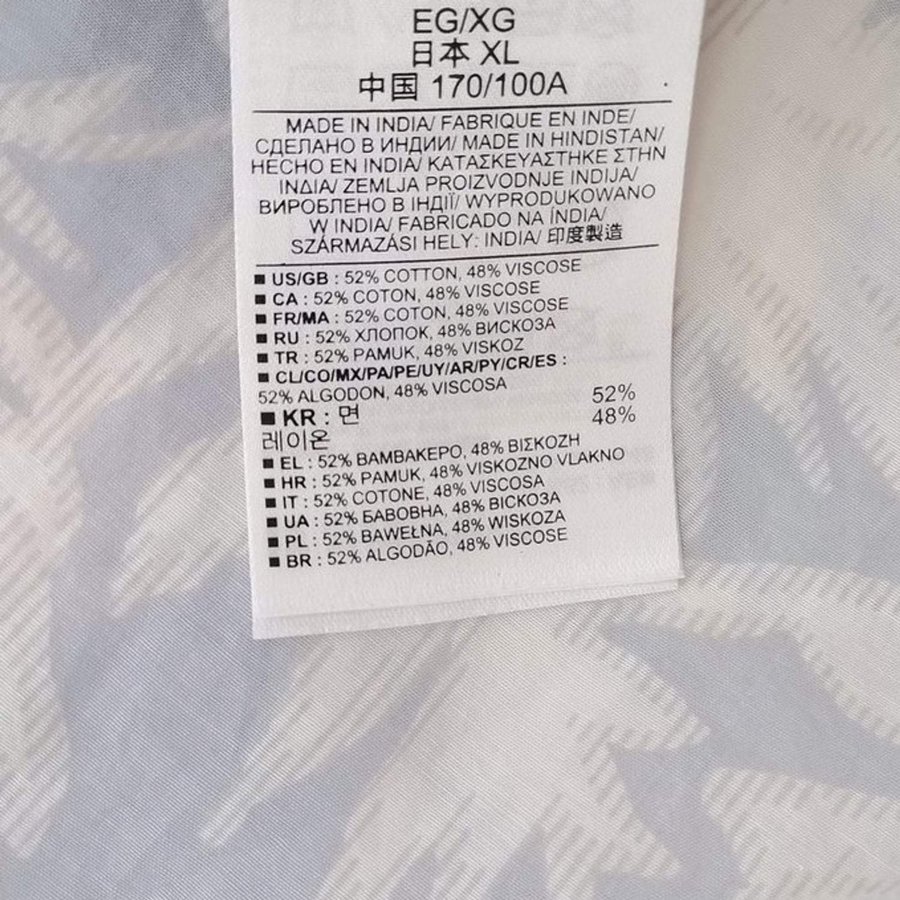 EG/XG
日本 XL
中国 170/100A
MADE IN INDIA/ FABRIQUE EN INDE/
СДЕЛАНО В ИНДИИ/ MADE IN HINDISTAN/
HECHO EN INDIA/ ΚΑΤΑΣΚΕΥΑΣΤΗΚΕ ΣΤΗΝ
ΙΝΔΙΑ/ ZEMLJA PROIZVODNJE INDIJA/
ВИРОБЛЕНО В ІНДІЇ/ WYPRODUKOWANO
W INDIA/ FABRICADO NA ÍNDIA/
SZÁRMAZÁSI HELY: INDIA/ 印度製造
■ US/GB : 52% COTTON, 48% VISCOSE
■ CA : 52% COTON, 48% VISCOSE
■ FR/MA : 52% COTON, 48% VISCOSE
■ RU : 52% ХЛОПОК, 48% ВИСКОЗА
■ TR : 52% PAMUK, 48% VISKOZ
■ CL/CO/MX/PA/PE/UY/AR/PY/CR/ES :
52% ALGODON, 48% VISCOSA
■ KR : 면 52%
레이온 48%
■ EL : 52% ΒΑΜΒΑΚΕΡΟ, 48% ΒΙΣΚΟΖΗ
■ HR : 52% PAMUK, 48% VISKOZNO VLAKNO
■ IT : 52% COTONE, 48% VISCOSA
■ UA : 52% БАВОВНА, 48% ВІСКОЗА
■ PL : 52% BAWEŁNA, 48% WISKOZA
■ BR : 52% ALGODÃO, 48% VISCOSE